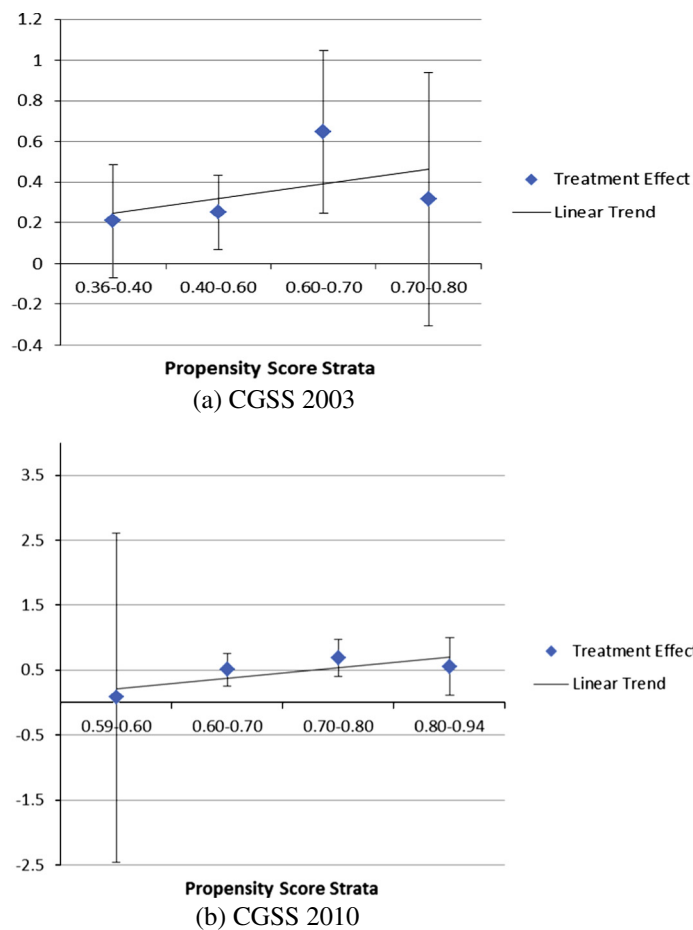 1.2
1
0.8
0.6
0.4
0.2
0
-0.2
-0.4
0.36-0.40 0.40-0.60 0.60-0.70 0.70-0.80
Treatment Effect
Linear Trend
Propensity Score Strata
(a) CGSS 2003
3.5
2.5
1.5
0.5
-0.5
-1.5
-2.5
0.59-0.60 0.60-0.70 0.70-0.80 0.80-0.94
Treatment Effect
Linear Trend
Propensity Score Strata
(b) CGSS 2010